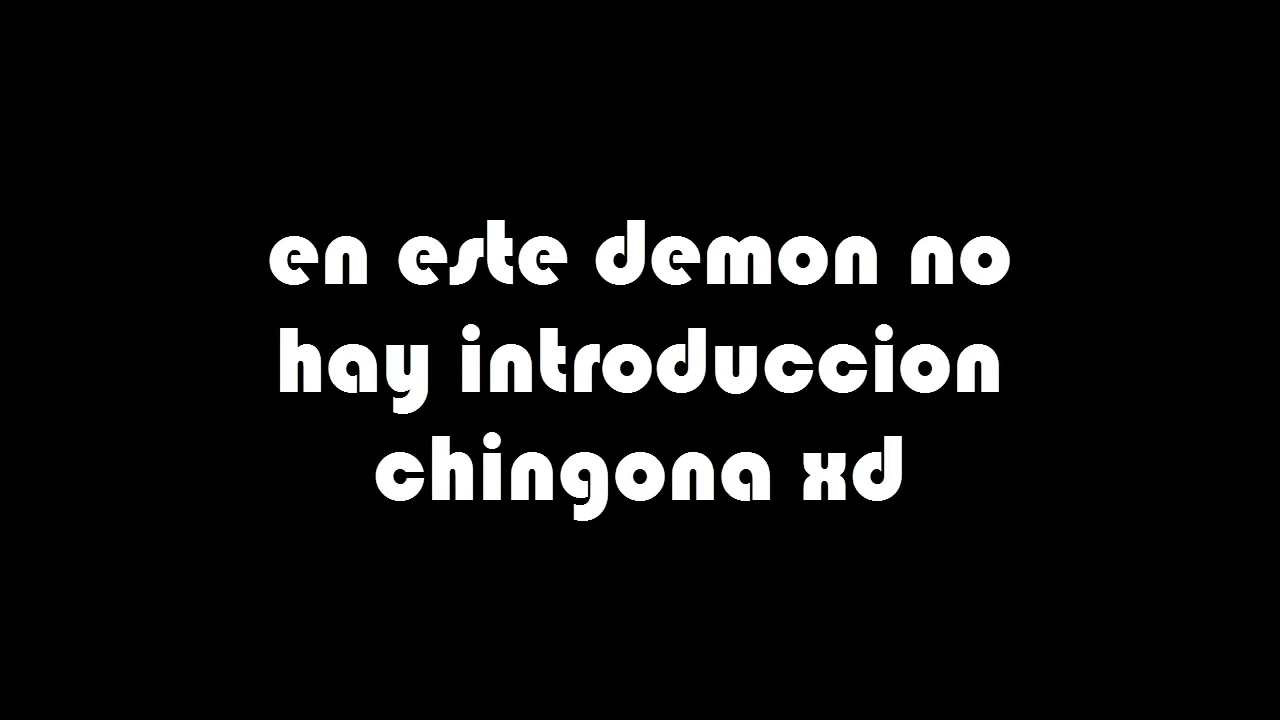 en este demon no
hay introduccion
chingona xd